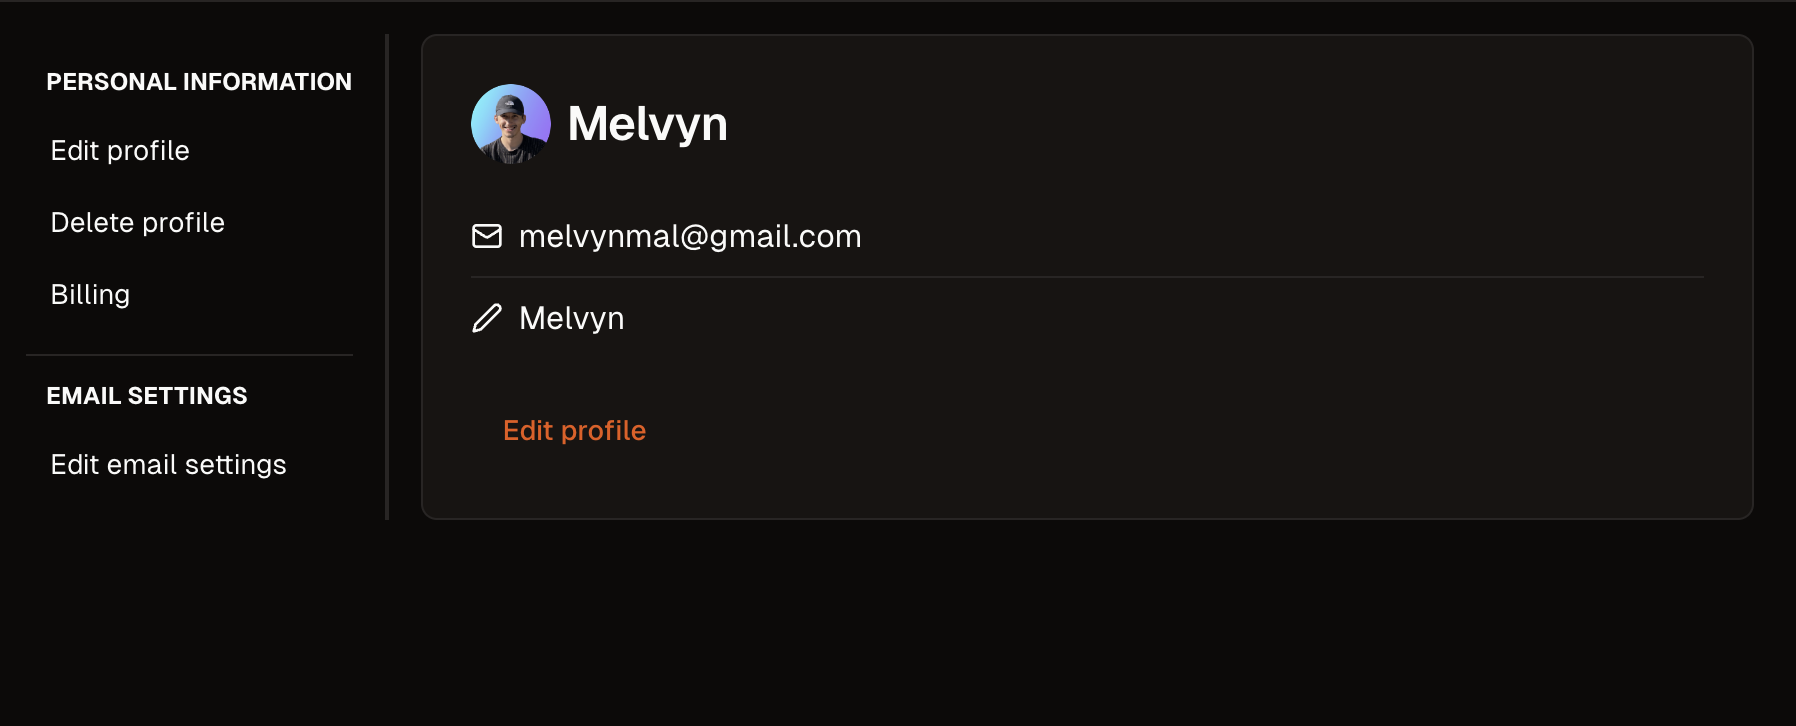 PERSONAL INFORMATION
Edit profile
Delete profile
Billing
EMAIL SETTINGS
Edit email settings
Melvyn
melvynmal@gmail.com
Melvyn
Edit profile